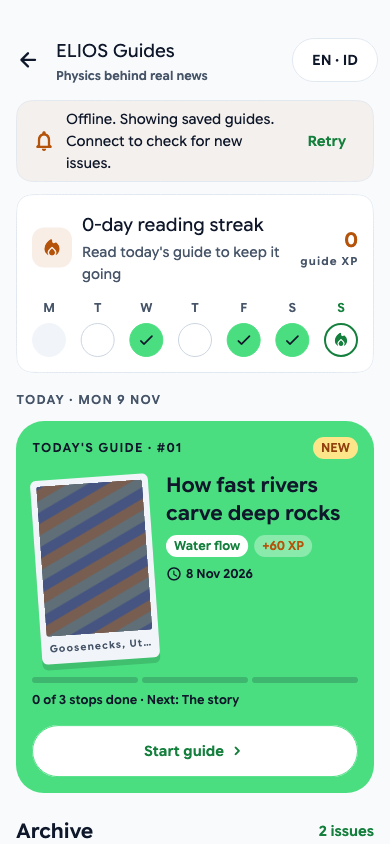 ELIOS Guides
Physics behind real news
EN · ID
Offline. Showing saved guides.
Connect to check for new
issues.
Retry
0-day reading streak
Read today's guide to keep it
going
0
guide XP
M T W T F S S
TODAY · MON 9 NOV
TODAY'S GUIDE · #01
NEW
How fast rivers
carve deep rocks
Water flow
+60 XP
8 Nov 2026
Goosenecks, Ut…
0 of 3 stops done · Next: The story
Start guide
Archive
2 issues